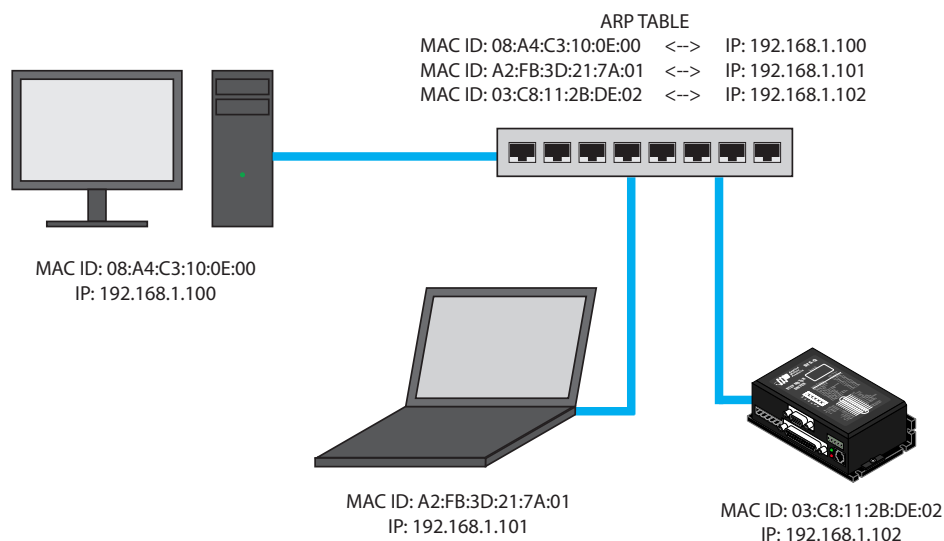 ARP TABLE
MAC ID: 08:A4:C3:10:0E:00 <--> IP: 192.168.1.100
MAC ID: A2:FB:3D:21:7A:01 <--> IP: 192.168.1.101
MAC ID: 03:C8:11:2B:DE:02 <--> IP: 192.168.1.102
MAC ID: 08:A4:C3:10:0E:00
IP: 192.168.1.100
MAC ID: A2:FB:3D:21:7A:01
IP: 192.168.1.101
MAC ID: 03:C8:11:2B:DE:02
IP: 192.168.1.102